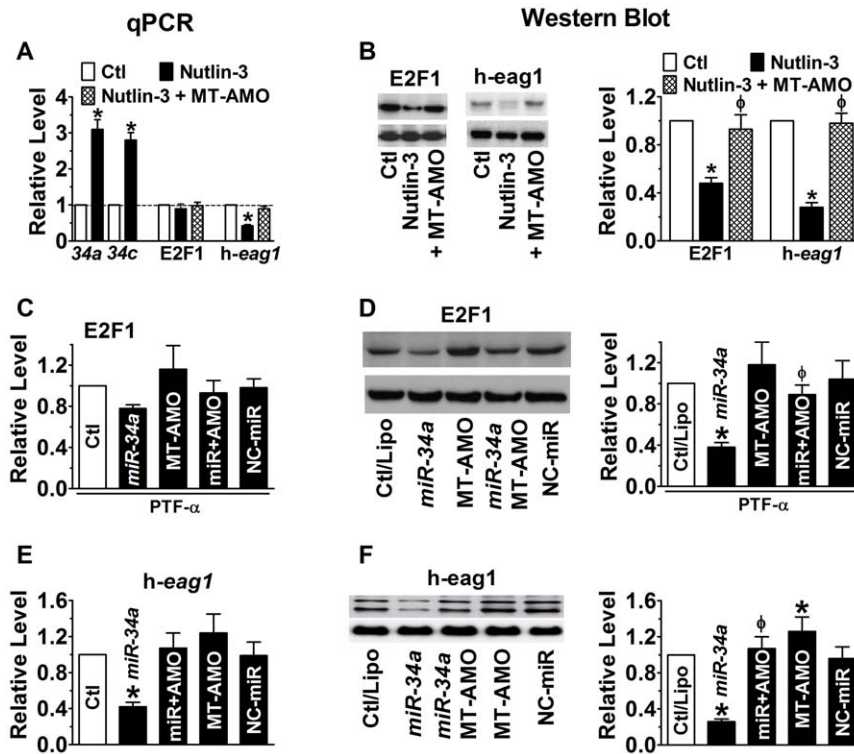 qPCR
Western Blot
A
Ctl
Nutlin-3
Nutlin-3 + MT-AMO
Relative Level
4
3
2
1
0
*
*
*
34a
34c
E2F1
h-eag1
B
E2F1
h-eag1
Ctl
Nutlin-3
+ MT-AMO
Ctl
Nutlin-3
+ MT-AMO
Ctl
Nutlin-3
Nutlin-3 + MT-AMO
Relative Level
1.2
0.8
0.4
0.0
*
ϕ
*
ϕ
E2F1
h-eag1
C
E2F1
Relative Level
1.2
0.8
0.4
0.0
Ctl
miR-34a
MT-AMO
miR+AMO
NC-miR
PTF-α
D
E2F1
Ctl/Lipo
miR-34a
MT-AMO
miR-34a
MT-AMO
NC-miR
Relative Level
1.2
0.8
0.4
0.0
Ctl/Lipo
* miR-34a
MT-AMO
ϕ
miR+AMO
NC-miR
PTF-α
E
h-eag1
Relative Level
1.6
1.2
0.8
0.4
0.0
Ctl
* miR-34a
miR+AMO
MT-AMO
NC-miR
F
h-eag1
Ctl/Lipo
miR-34a
miR-34a
MT-AMO
MT-AMO
NC-miR
Relative Level
1.6
1.2
0.8
0.4
0.0
Ctl/Lipo
* miR-34a
ϕ
miR+AMO
*
MT-AMO
NC-miR